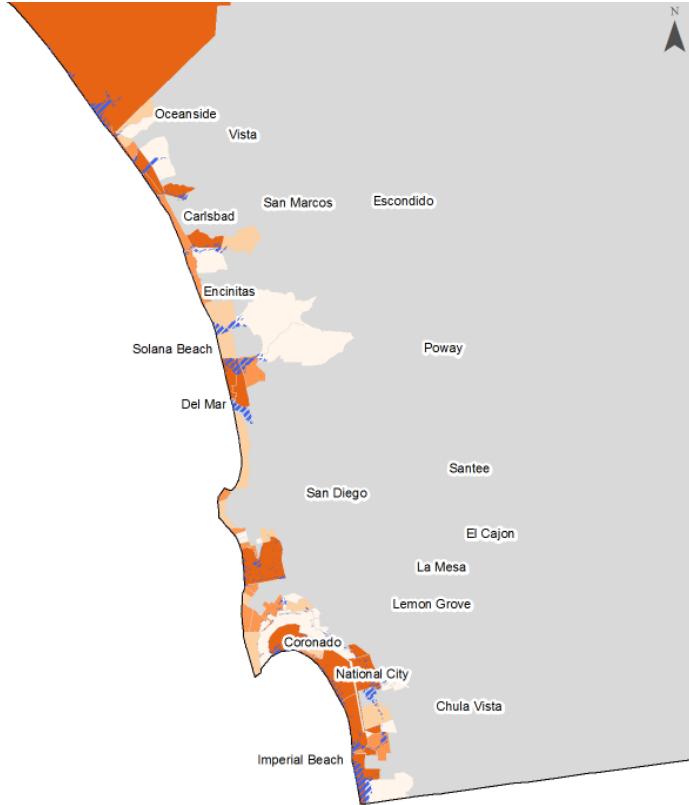 N
Oceanside
Vista
San Marcos
Escondido
Carlsbad
Encinitas
Solana Beach
Poway
Del Mar
Santee
San Diego
El Cajon
La Mesa
Lemon Grove
Coronado
National City
Chula Vista
Imperial Beach